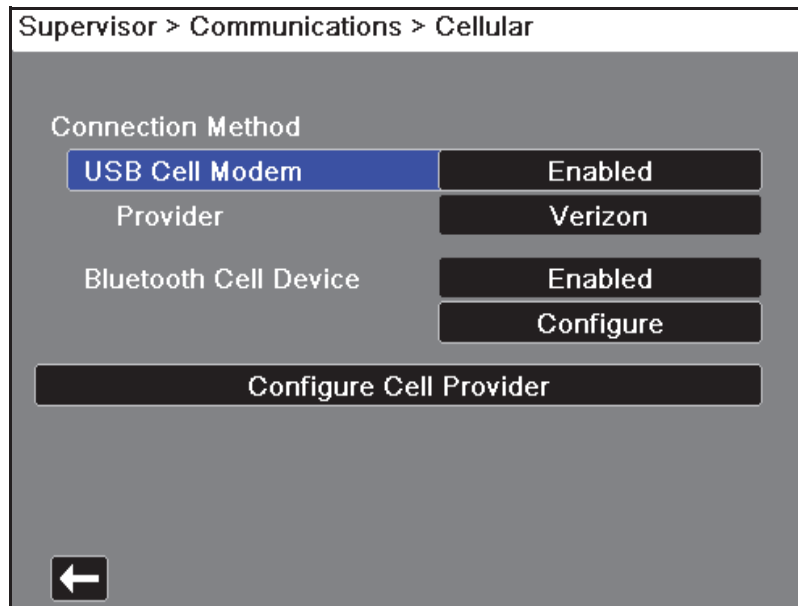 Supervisor > Communications > Cellular
Connection Method
USB Cell Modem Enabled
Provider Verizon
Bluetooth Cell Device Enabled
Configure
Configure Cell Provider